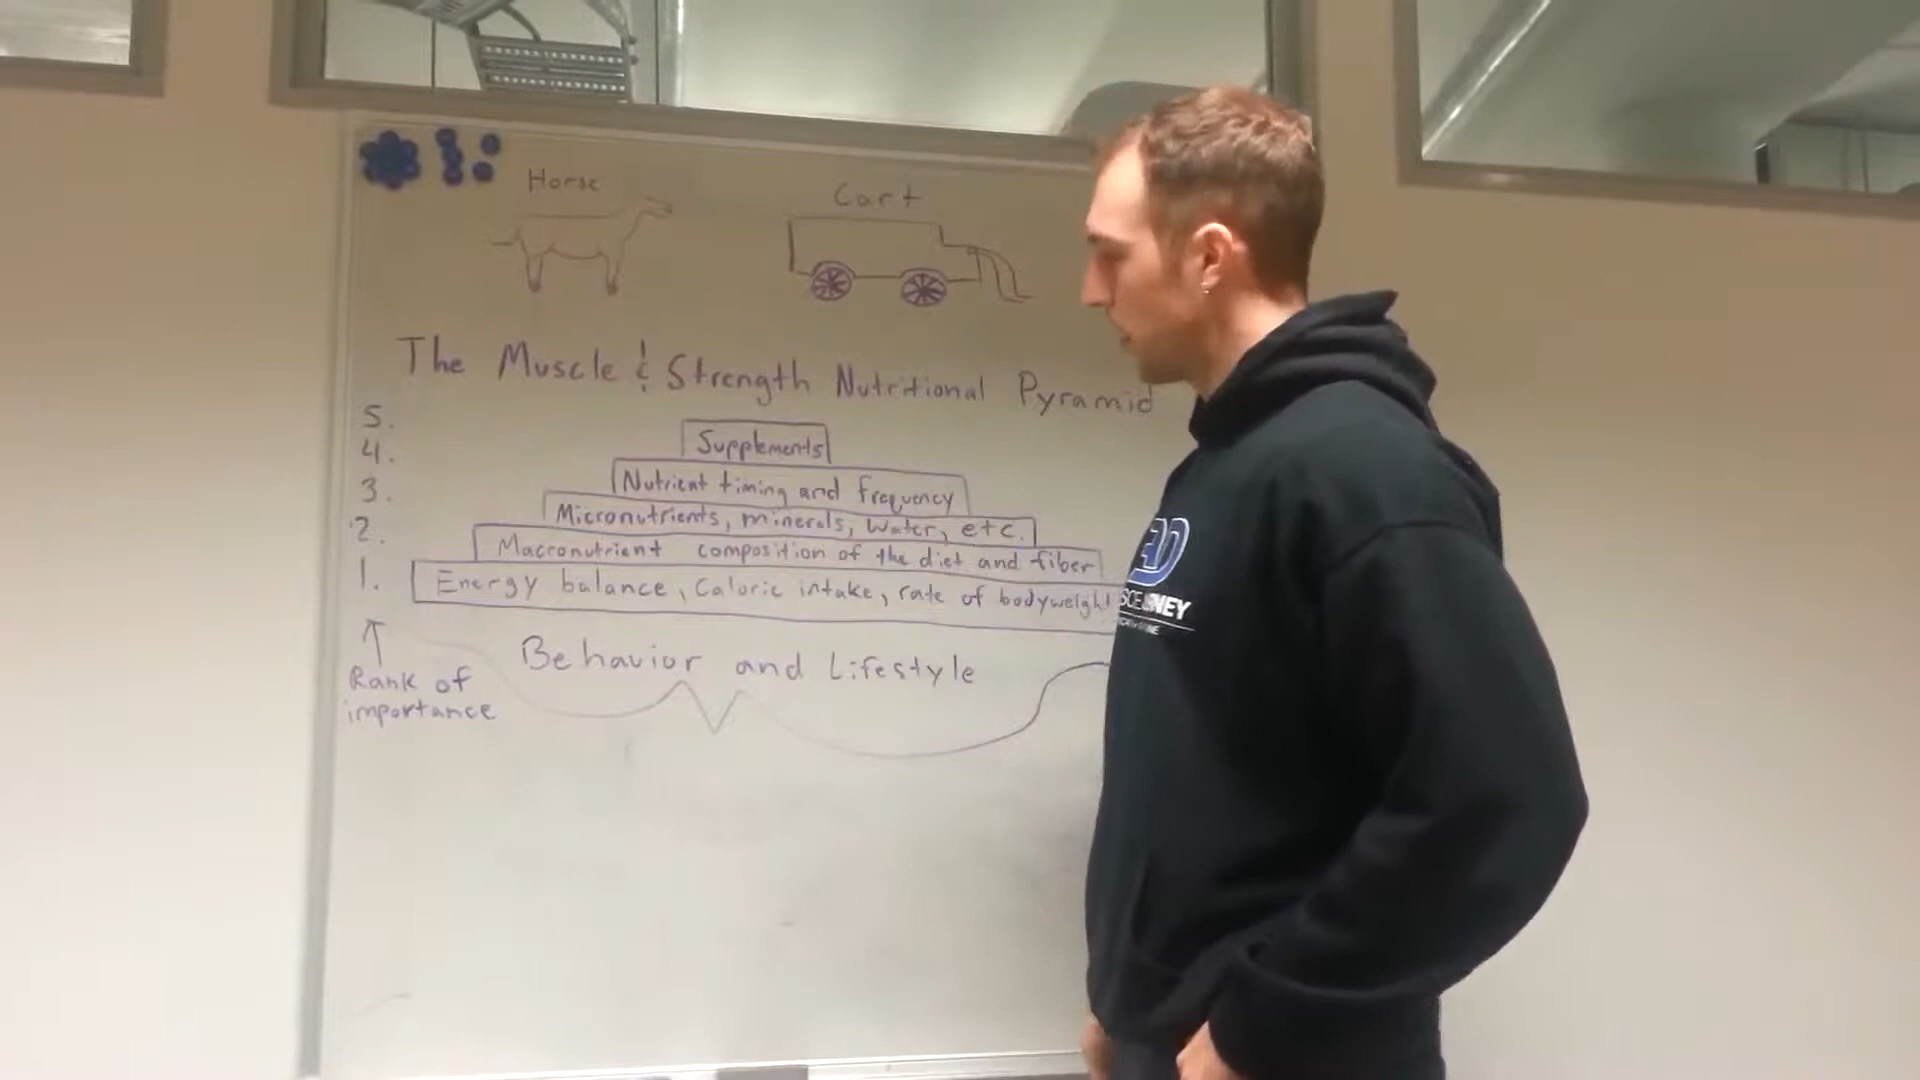 Horse
Cart
The Muscle & Strength Nutritional Pyramid
5.
Supplements
4.
Nutrient timing and frequency
3.
Micronutrients, minerals, water, etc.
2.
Macronutrient composition of the diet and fiber
1.
Energy balance, Caloric intake, rate of bodyweight
Behavior and Lifestyle
Rank of
importance